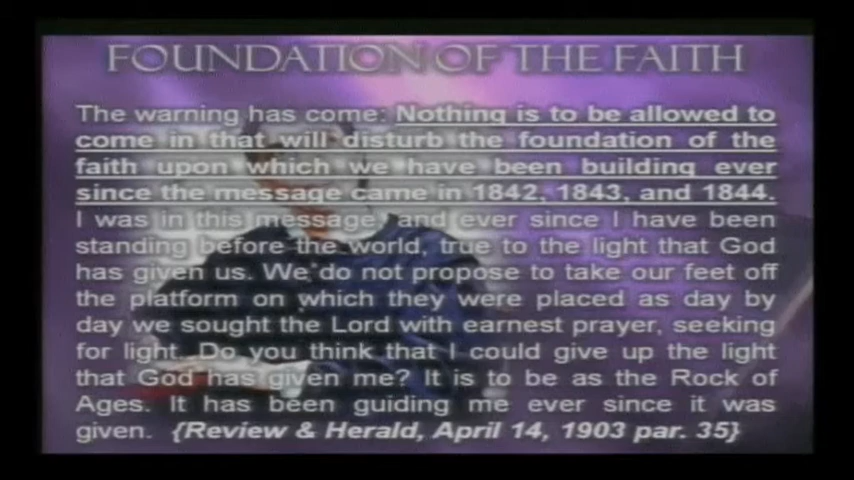 FOUNDATION OF THE FAITH
The warning has come: Nothing is to be allowed to
come in that will disturb the foundation of the
faith upon which we have been building ever
since the message came in 1842, 1843, and 1844.
I was in this message, and ever since I have been
standing before the world, true to the light that God
has given us. We do not propose to take our feet off
the platform on which they were placed as day by
day we sought the Lord with earnest prayer, seeking
for light. Do you think that I could give up the light
that God has given me? It is to be as the Rock of
Ages. It has been guiding me ever since it was
given. {Review & Herald, April 14, 1903 par. 35}